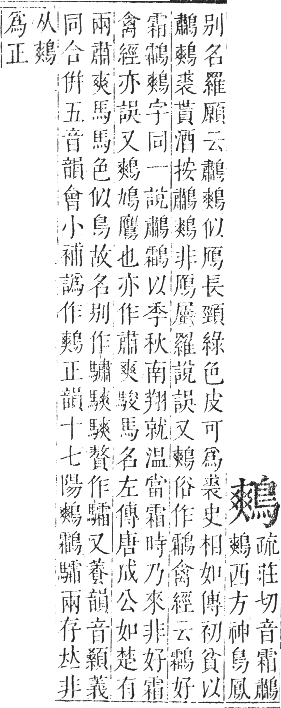 鷞
疏莊切音霜鷫
鷞西方神鳥鳳
別名羅願云鷫鷞似鴈長頸綠色皮可為裘史相如傳初貧以
鷫鷞裘貰酒按鷫鷞非鴈屬羅說誤又鷞俗作鸘禽經云鸘好
霜鸘鷞字同一說鷫鸘以季秋南翔就溫當霜時乃來非好霜
禽經亦誤又鷞鳩鷹也亦作肅爽駿馬名左傳唐成公如楚有
兩肅爽馬馬色似鳥故名別作驌騻騻贅作驦又養韻音顙義
同合倂五音韻會小補譌作鷞正韻十七陽鷞鸘驦兩存𠀤非
从鷞
為正